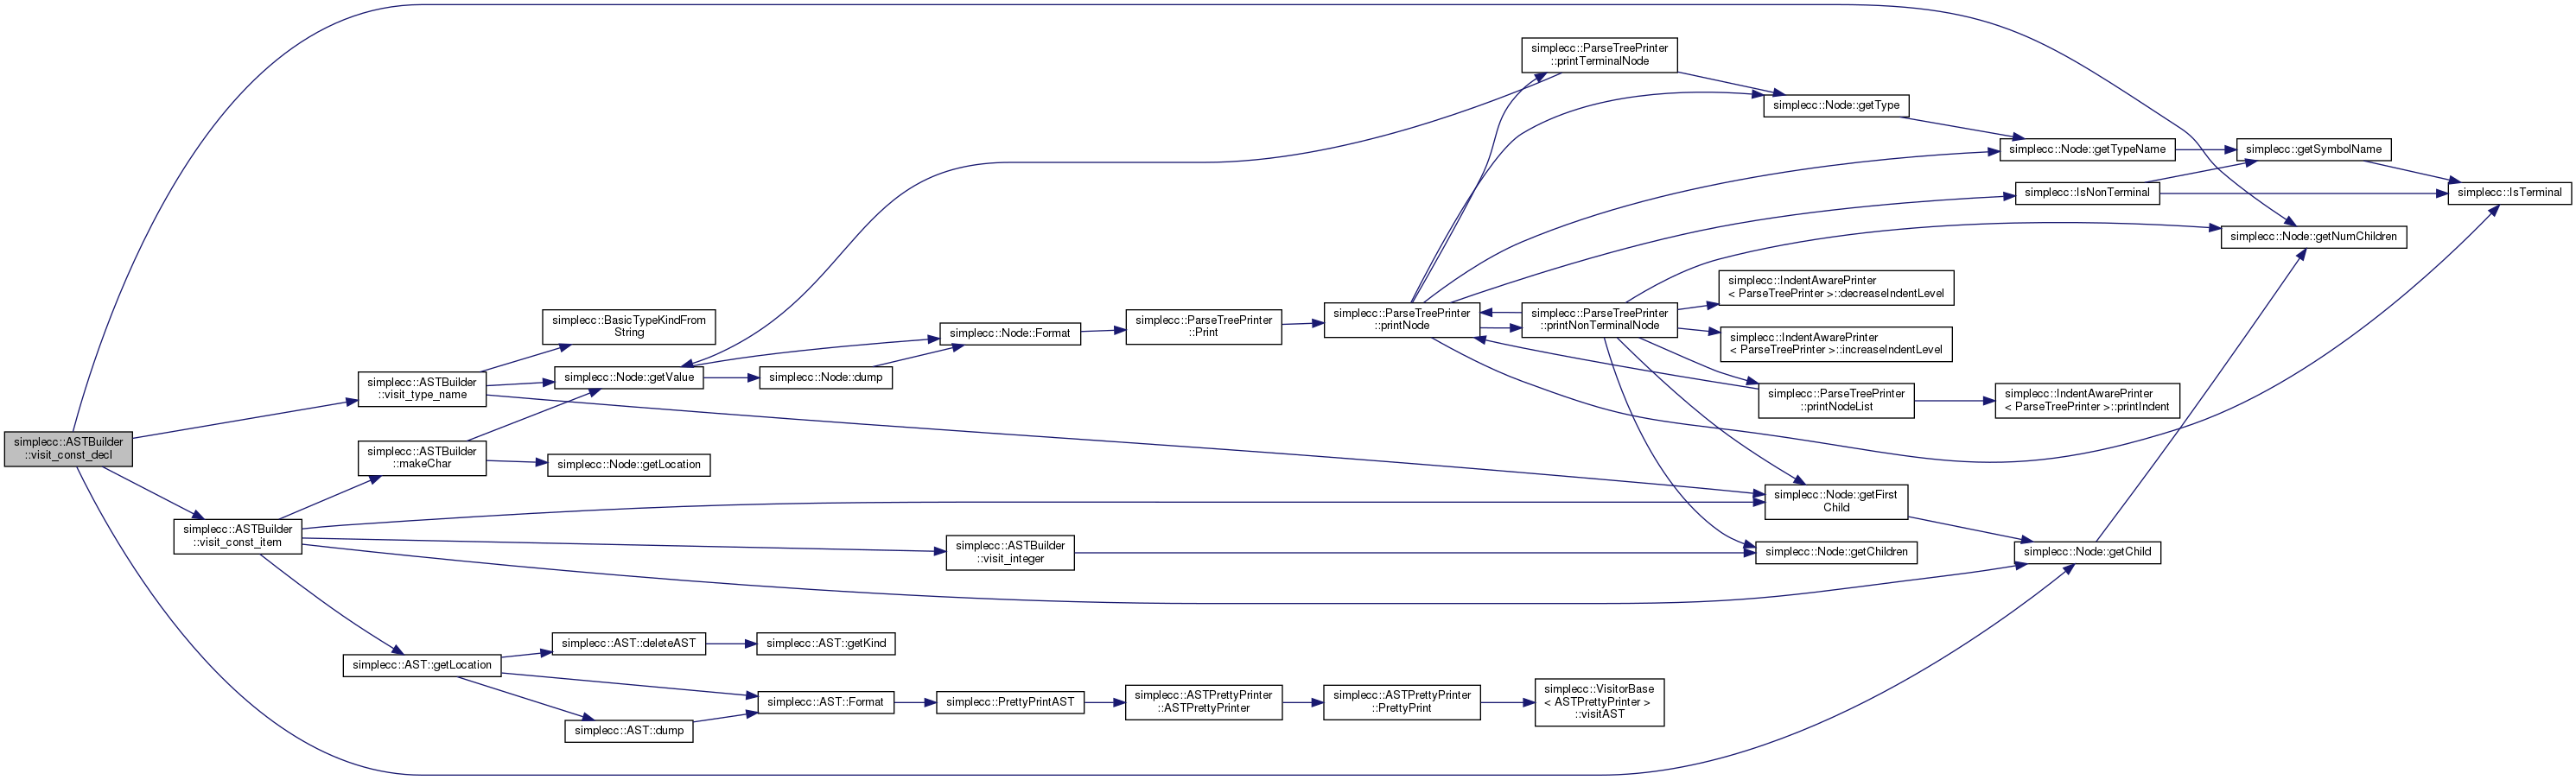 simplecc::ASTBuilder
::visit_const_decl
simplecc::ASTBuilder
::visit_type_name
simplecc::ASTBuilder
::makeChar
simplecc::ASTBuilder
::visit_const_item
simplecc::AST::getLocation
simplecc::BasicTypeKindFrom
String
simplecc::Node::getValue
simplecc::Node::getLocation
simplecc::AST::deleteAST
simplecc::AST::dump
simplecc::Node::dump
simplecc::AST::getKind
simplecc::AST::Format
simplecc::Node::Format
simplecc::ASTBuilder
::visit_integer
simplecc::PrettyPrintAST
simplecc::ParseTreePrinter
::Print
simplecc::ASTPrettyPrinter
::ASTPrettyPrinter
simplecc::ParseTreePrinter
::printNode
simplecc::ASTPrettyPrinter
::PrettyPrint
simplecc::ParseTreePrinter
::printTerminalNode
simplecc::ParseTreePrinter
::printNonTerminalNode
simplecc::VisitorBase
< ASTPrettyPrinter >
::visitAST
simplecc::Node::getType
simplecc::IndentAwarePrinter
< ParseTreePrinter >::decreaseIndentLevel
simplecc::IndentAwarePrinter
< ParseTreePrinter >::increaseIndentLevel
simplecc::ParseTreePrinter
::printNodeList
simplecc::Node::getFirst
Child
simplecc::Node::getChildren
simplecc::Node::getTypeName
simplecc::IsNonTerminal
simplecc::IndentAwarePrinter
< ParseTreePrinter >::printIndent
simplecc::Node::getChild
simplecc::getSymbolName
simplecc::Node::getNumChildren
simplecc::IsTerminal